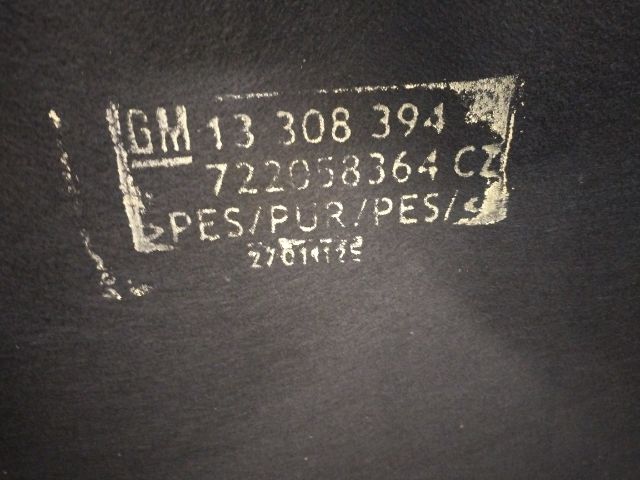 GM 13 308 394
722058364 CZ
>PES/PUR/PES/<